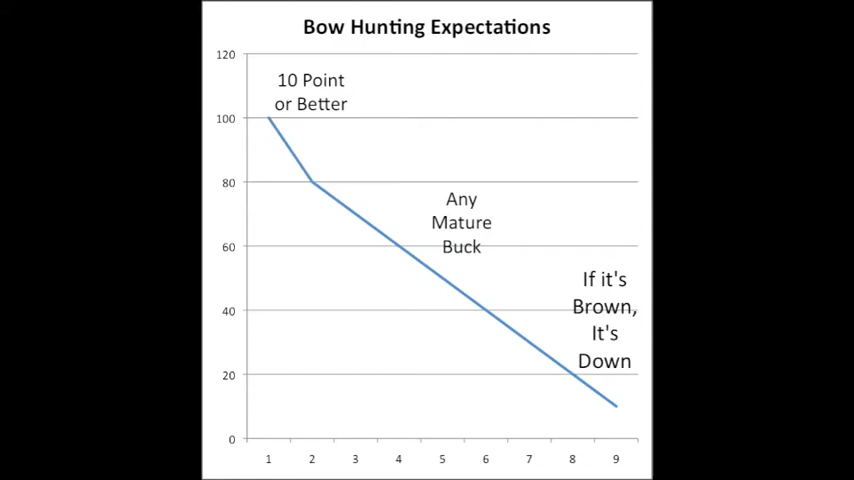 Bow Hunting Expectations
120
10 Point
or Better
100
80
Any
Mature
Buck
60
If it's
Brown,
It's
Down
40
20
0
1 2 3 4 5 6 7 8 9